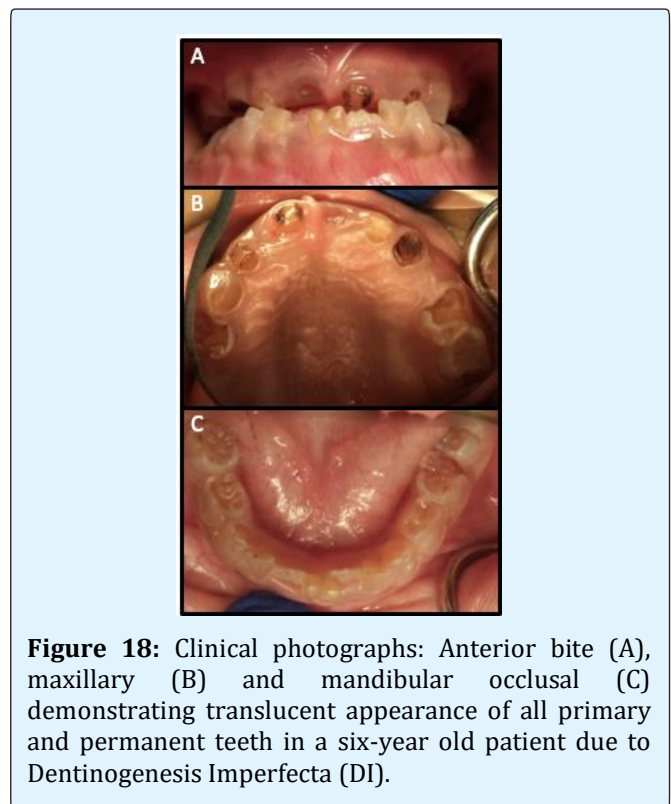 A
B
C
Figure 18: Clinical photographs: Anterior bite (A),
maxillary (B) and mandibular occlusal (C)
demonstrating translucent appearance of all primary
and permanent teeth in a six-year old patient due to
Dentinogenesis Imperfecta (DI).